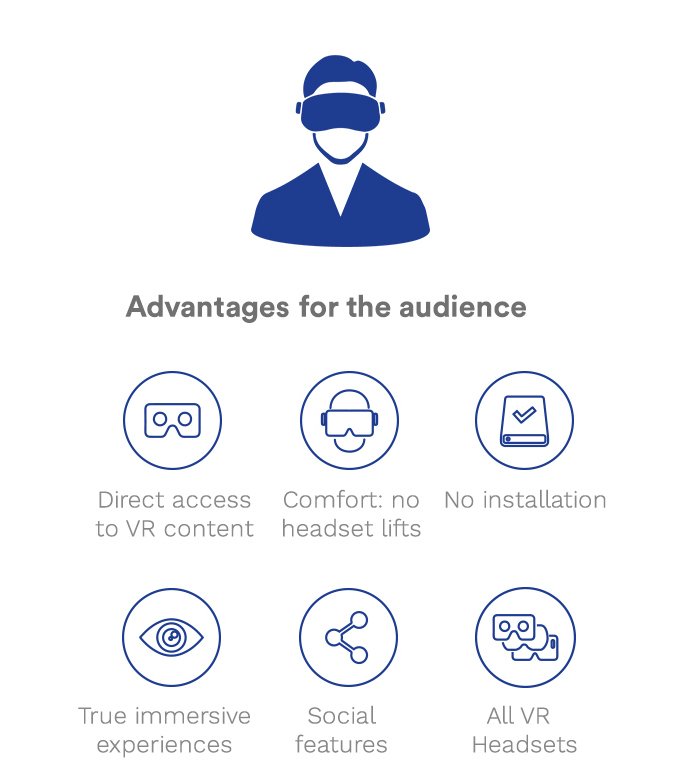 Advantages for the audience
Direct access
to VR content
Comfort: no
headset lifts
No installation
True immersive
experiences
Social
features
All VR
Headsets